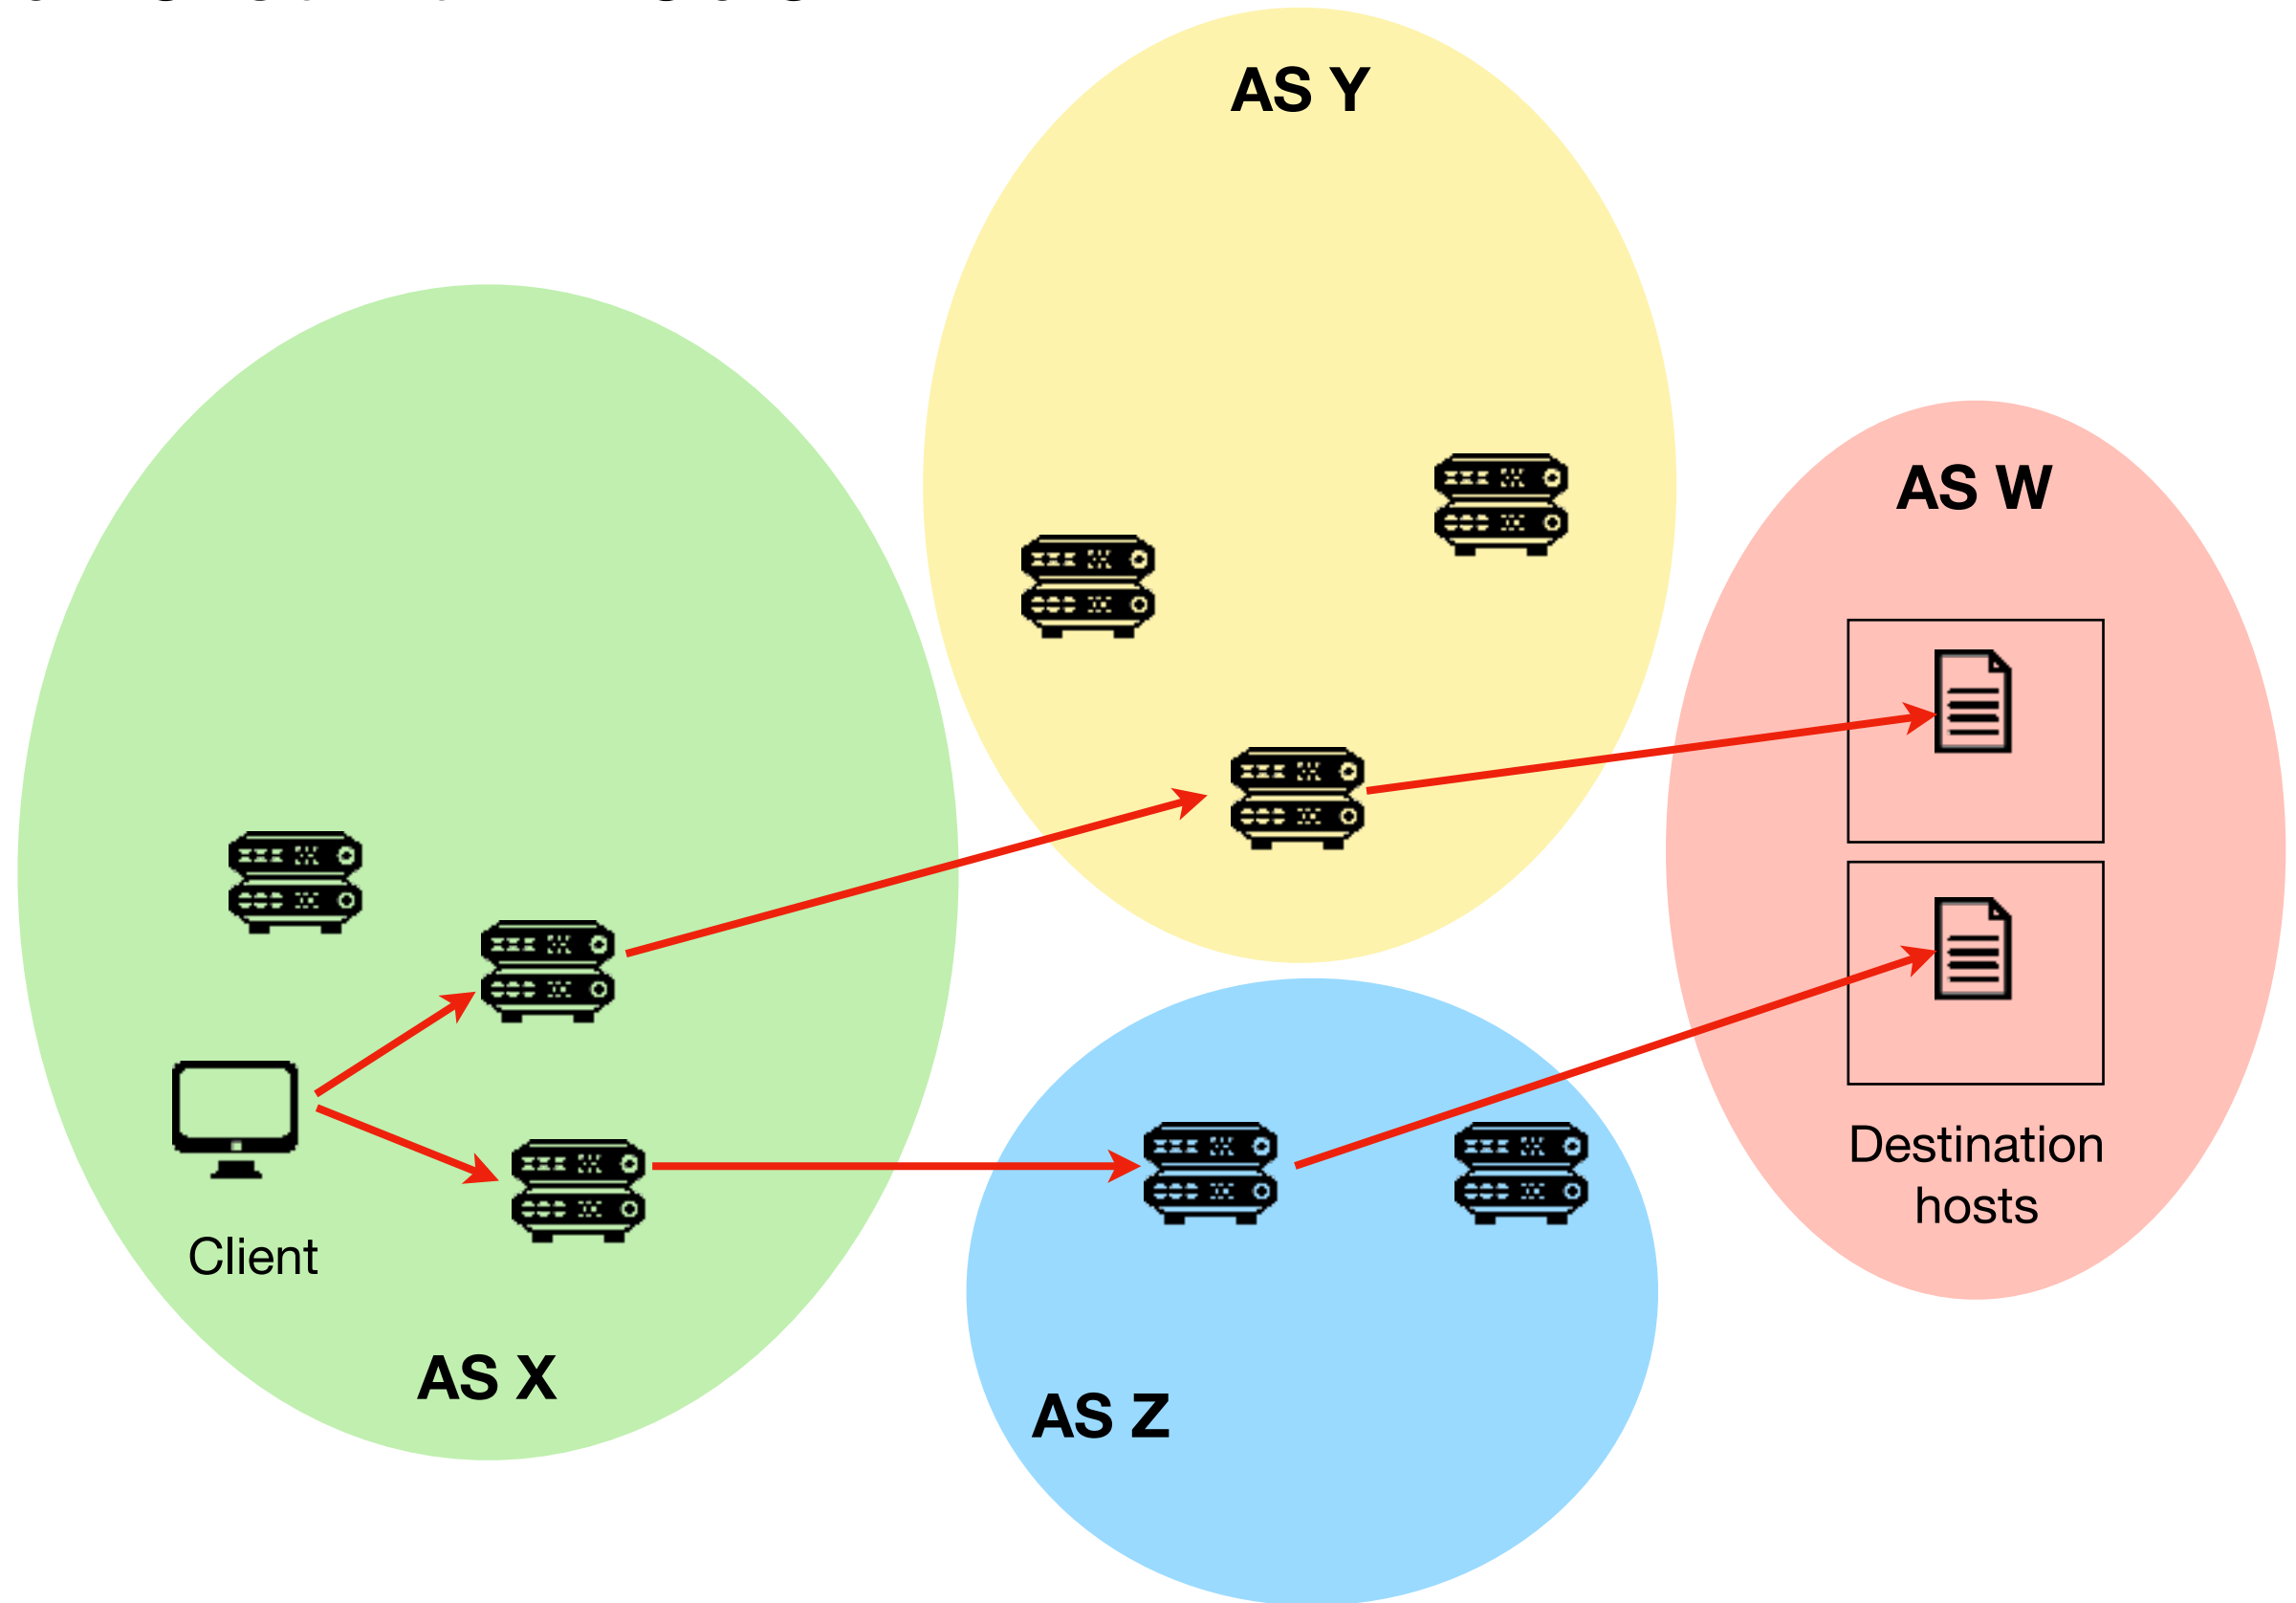 AS Y
AS W
Destination
hosts
Client
AS X
AS Z